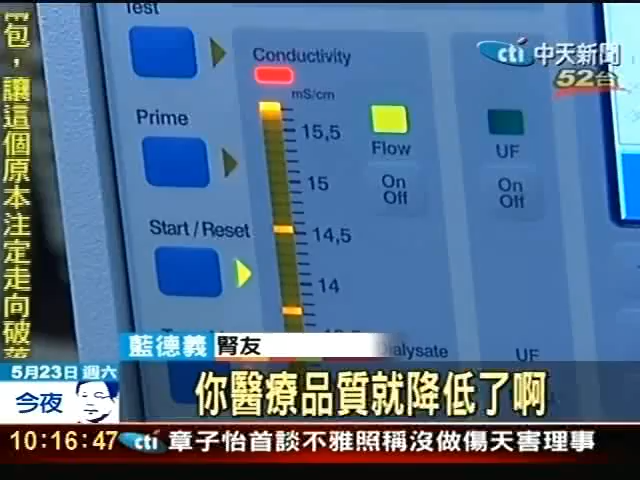 包，讓這個原本注定走向破落
Test
cti 中天新聞
52台
Conductivity
mS/cm
Prime
15,5
Flow
UF
15
On
Off
On
Off
Start / Reset
14,5
14
藍德義 腎友
Dialysate
UF
5月23日 週六
你醫療品質就降低了啊
今夜
10:16:47 cti 章子怡首談不雅照稱沒做傷天害理事